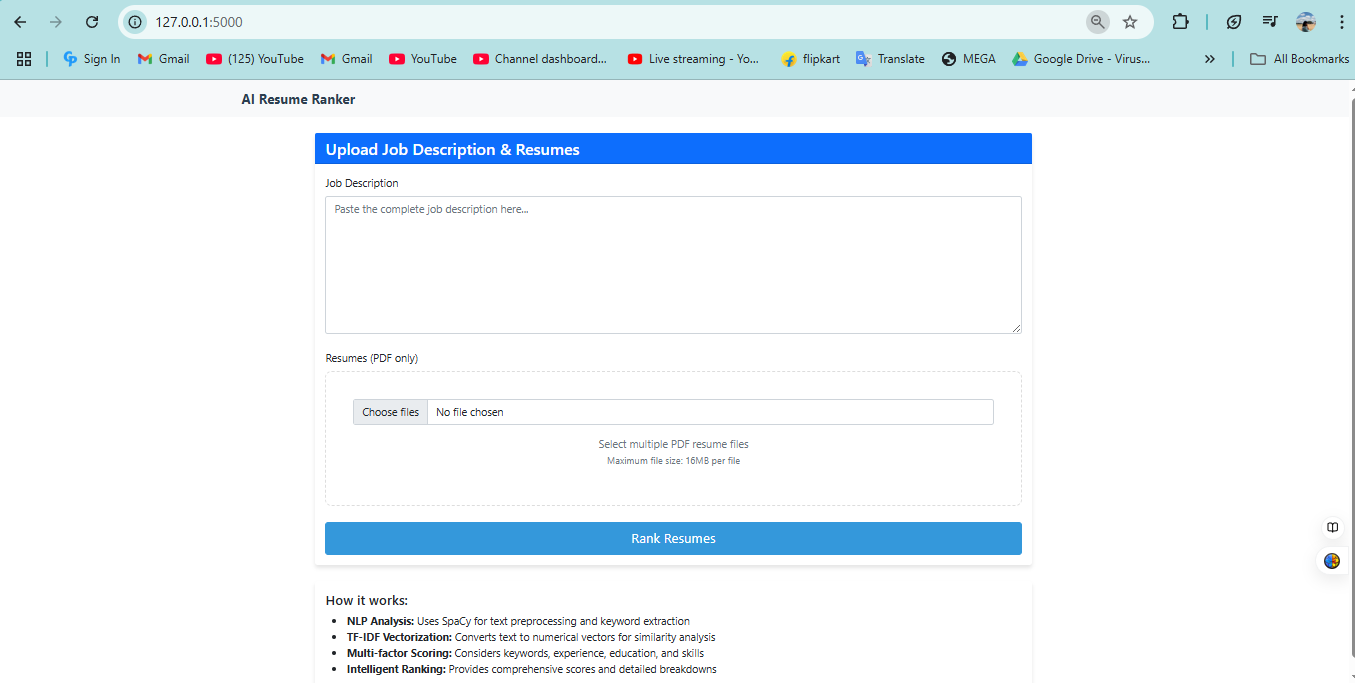 127.0.0.1:5000
Sign In Gmail (125) YouTube Gmail YouTube Channel dashboard... Live streaming - Yo... flipkart Translate MEGA Google Drive - Virus... » All Bookmarks
AI Resume Ranker
Upload Job Description & Resumes
Job Description
Paste the complete job description here...
Resumes (PDF only)
Choose files No file chosen
Select multiple PDF resume files
Maximum file size: 16MB per file
Rank Resumes
How it works:
• NLP Analysis: Uses SpaCy for text preprocessing and keyword extraction
• TF-IDF Vectorization: Converts text to numerical vectors for similarity analysis
• Multi-factor Scoring: Considers keywords, experience, education, and skills
• Intelligent Ranking: Provides comprehensive scores and detailed breakdowns